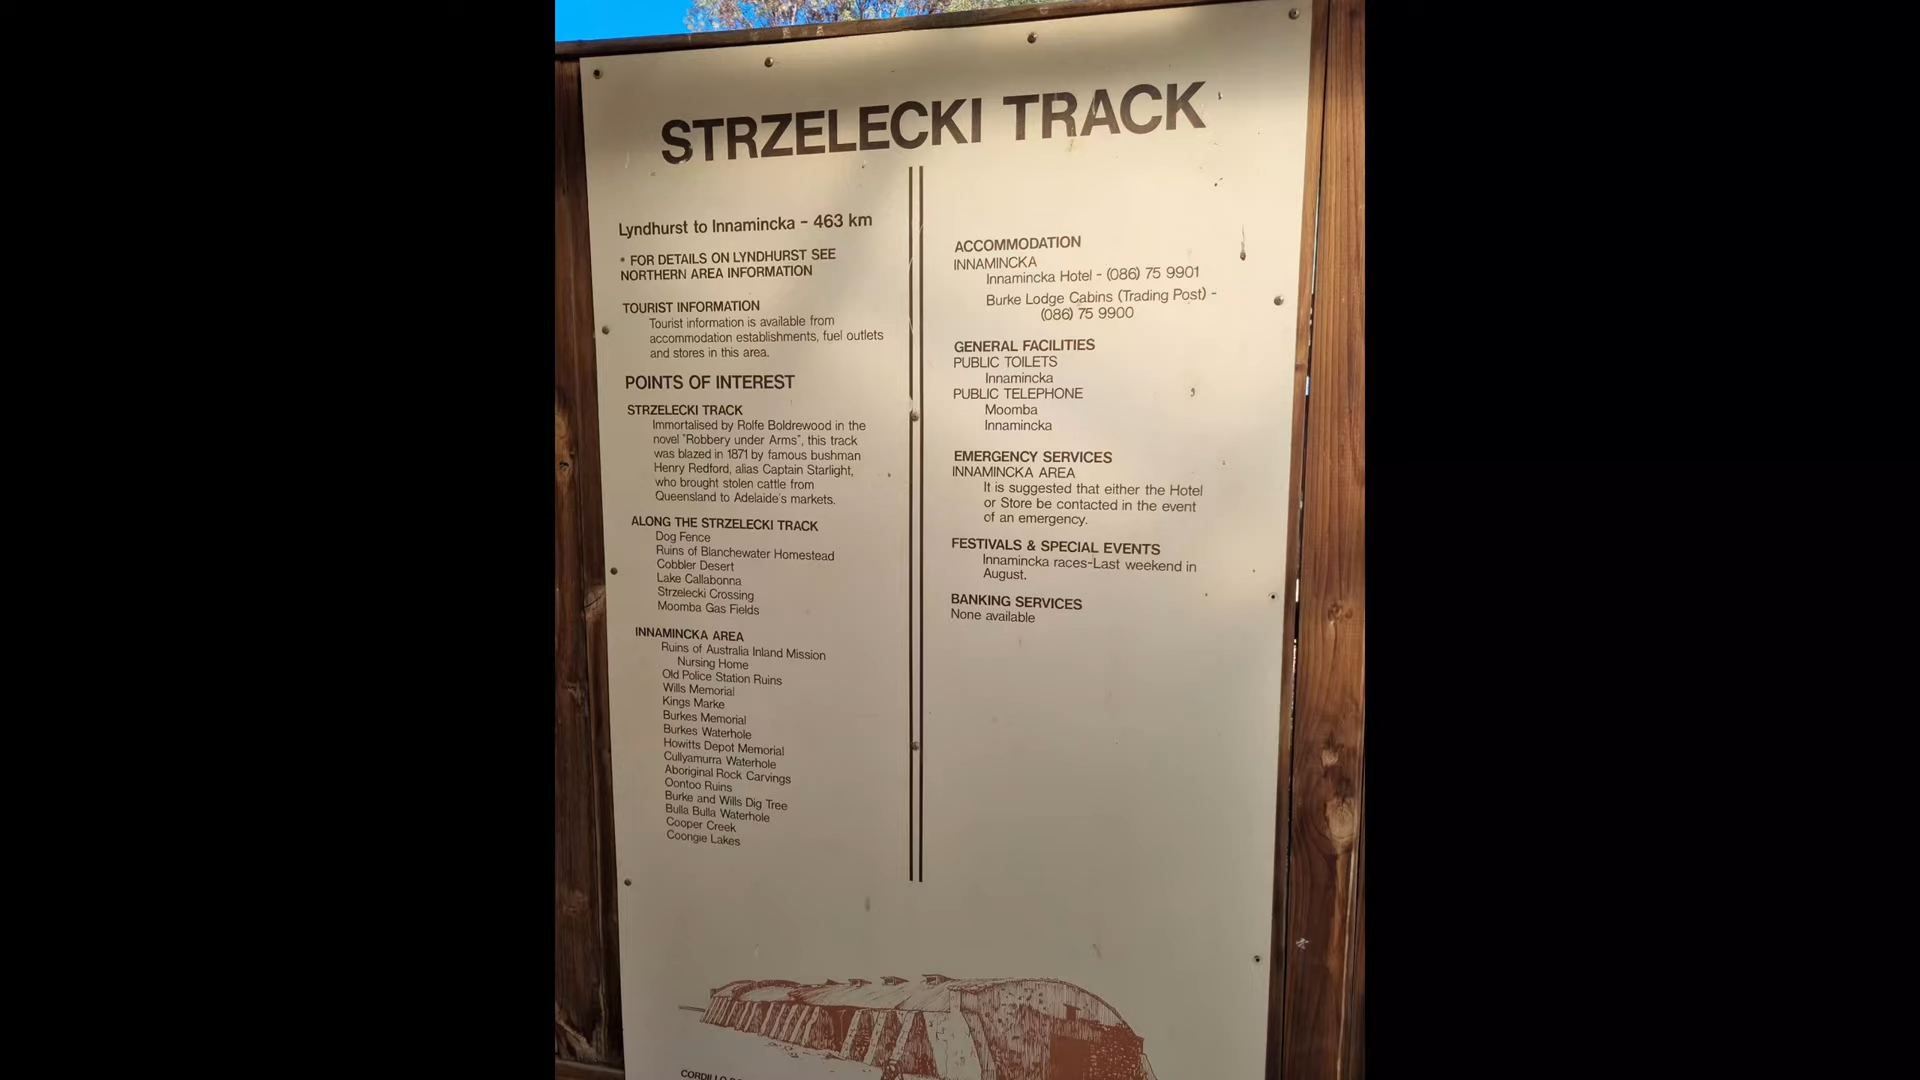 STRZELECKI TRACK
Lyndhurst to Innamincka - 463 km
* FOR DETAILS ON LYNDHURST SEE
NORTHERN AREA INFORMATION
TOURIST INFORMATION
Tourist information is available from
accommodation establishments, fuel outlets
and stores in this area.
POINTS OF INTEREST
STRZELECKI TRACK
Immortalised by Rolfe Boldrewood in the
novel "Robbery under Arms", this track
was blazed in 1871 by famous bushman
Henry Redford, alias Captain Starlight,
who brought stolen cattle from
Queensland to Adelaide's markets.
ALONG THE STRZELECKI TRACK
Dog Fence
Ruins of Blanchewater Homestead
Cobbler Desert
Lake Callabonna
Strzelecki Crossing
Moomba Gas Fields
INNAMINCKA AREA
Ruins of Australia Inland Mission
Nursing Home
Old Police Station Ruins
Wills Memorial
Kings Marke
Burkes Memorial
Burkes Waterhole
Howitts Depot Memorial
Cullyamurra Waterhole
Aboriginal Rock Carvings
Oontoo Ruins
Burke and Wills Dig Tree
Bulla Bulla Waterhole
Cooper Creek
Coongie Lakes
ACCOMMODATION
INNAMINCKA
Innamincka Hotel - (086) 75 9901
Burke Lodge Cabins (Trading Post) -
(086) 75 9900
GENERAL FACILITIES
PUBLIC TOILETS
Innamincka
PUBLIC TELEPHONE
Moomba
Innamincka
EMERGENCY SERVICES
INNAMINCKA AREA
It is suggested that either the Hotel
or Store be contacted in the event
of an emergency.
FESTIVALS & SPECIAL EVENTS
Innamincka races-Last weekend in
August.
BANKING SERVICES
None available
CORDILLO